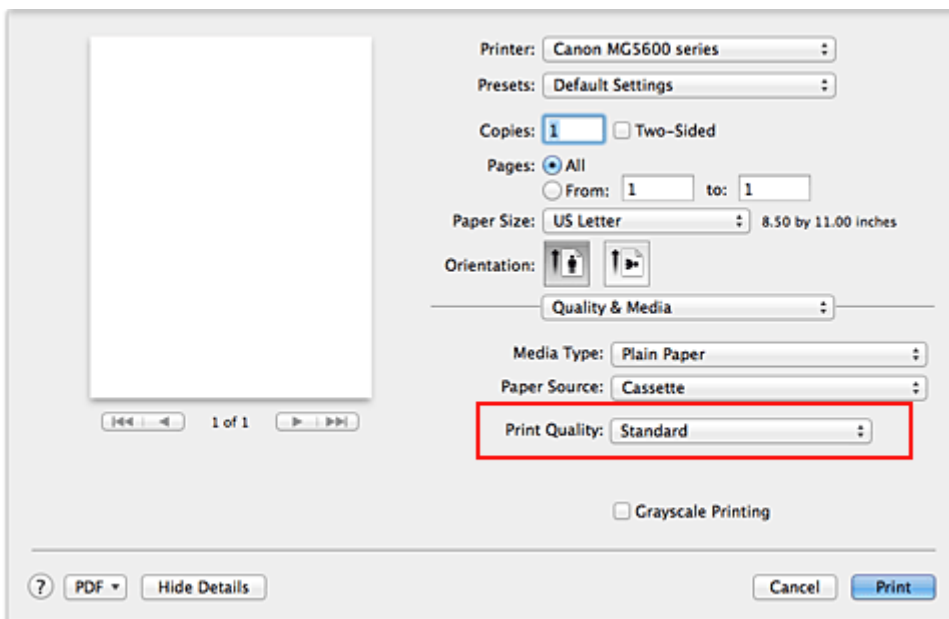 Printer: Canon MG5600 series
Presets: Default Settings
Copies: 1 Two-Sided
Pages: All
From: 1 to: 1
Paper Size: US Letter 8.50 by 11.00 inches
Orientation:
Quality & Media
Media Type: Plain Paper
Paper Source: Cassette
1 of 1
Print Quality: Standard
Grayscale Printing
? PDF Hide Details Cancel Print